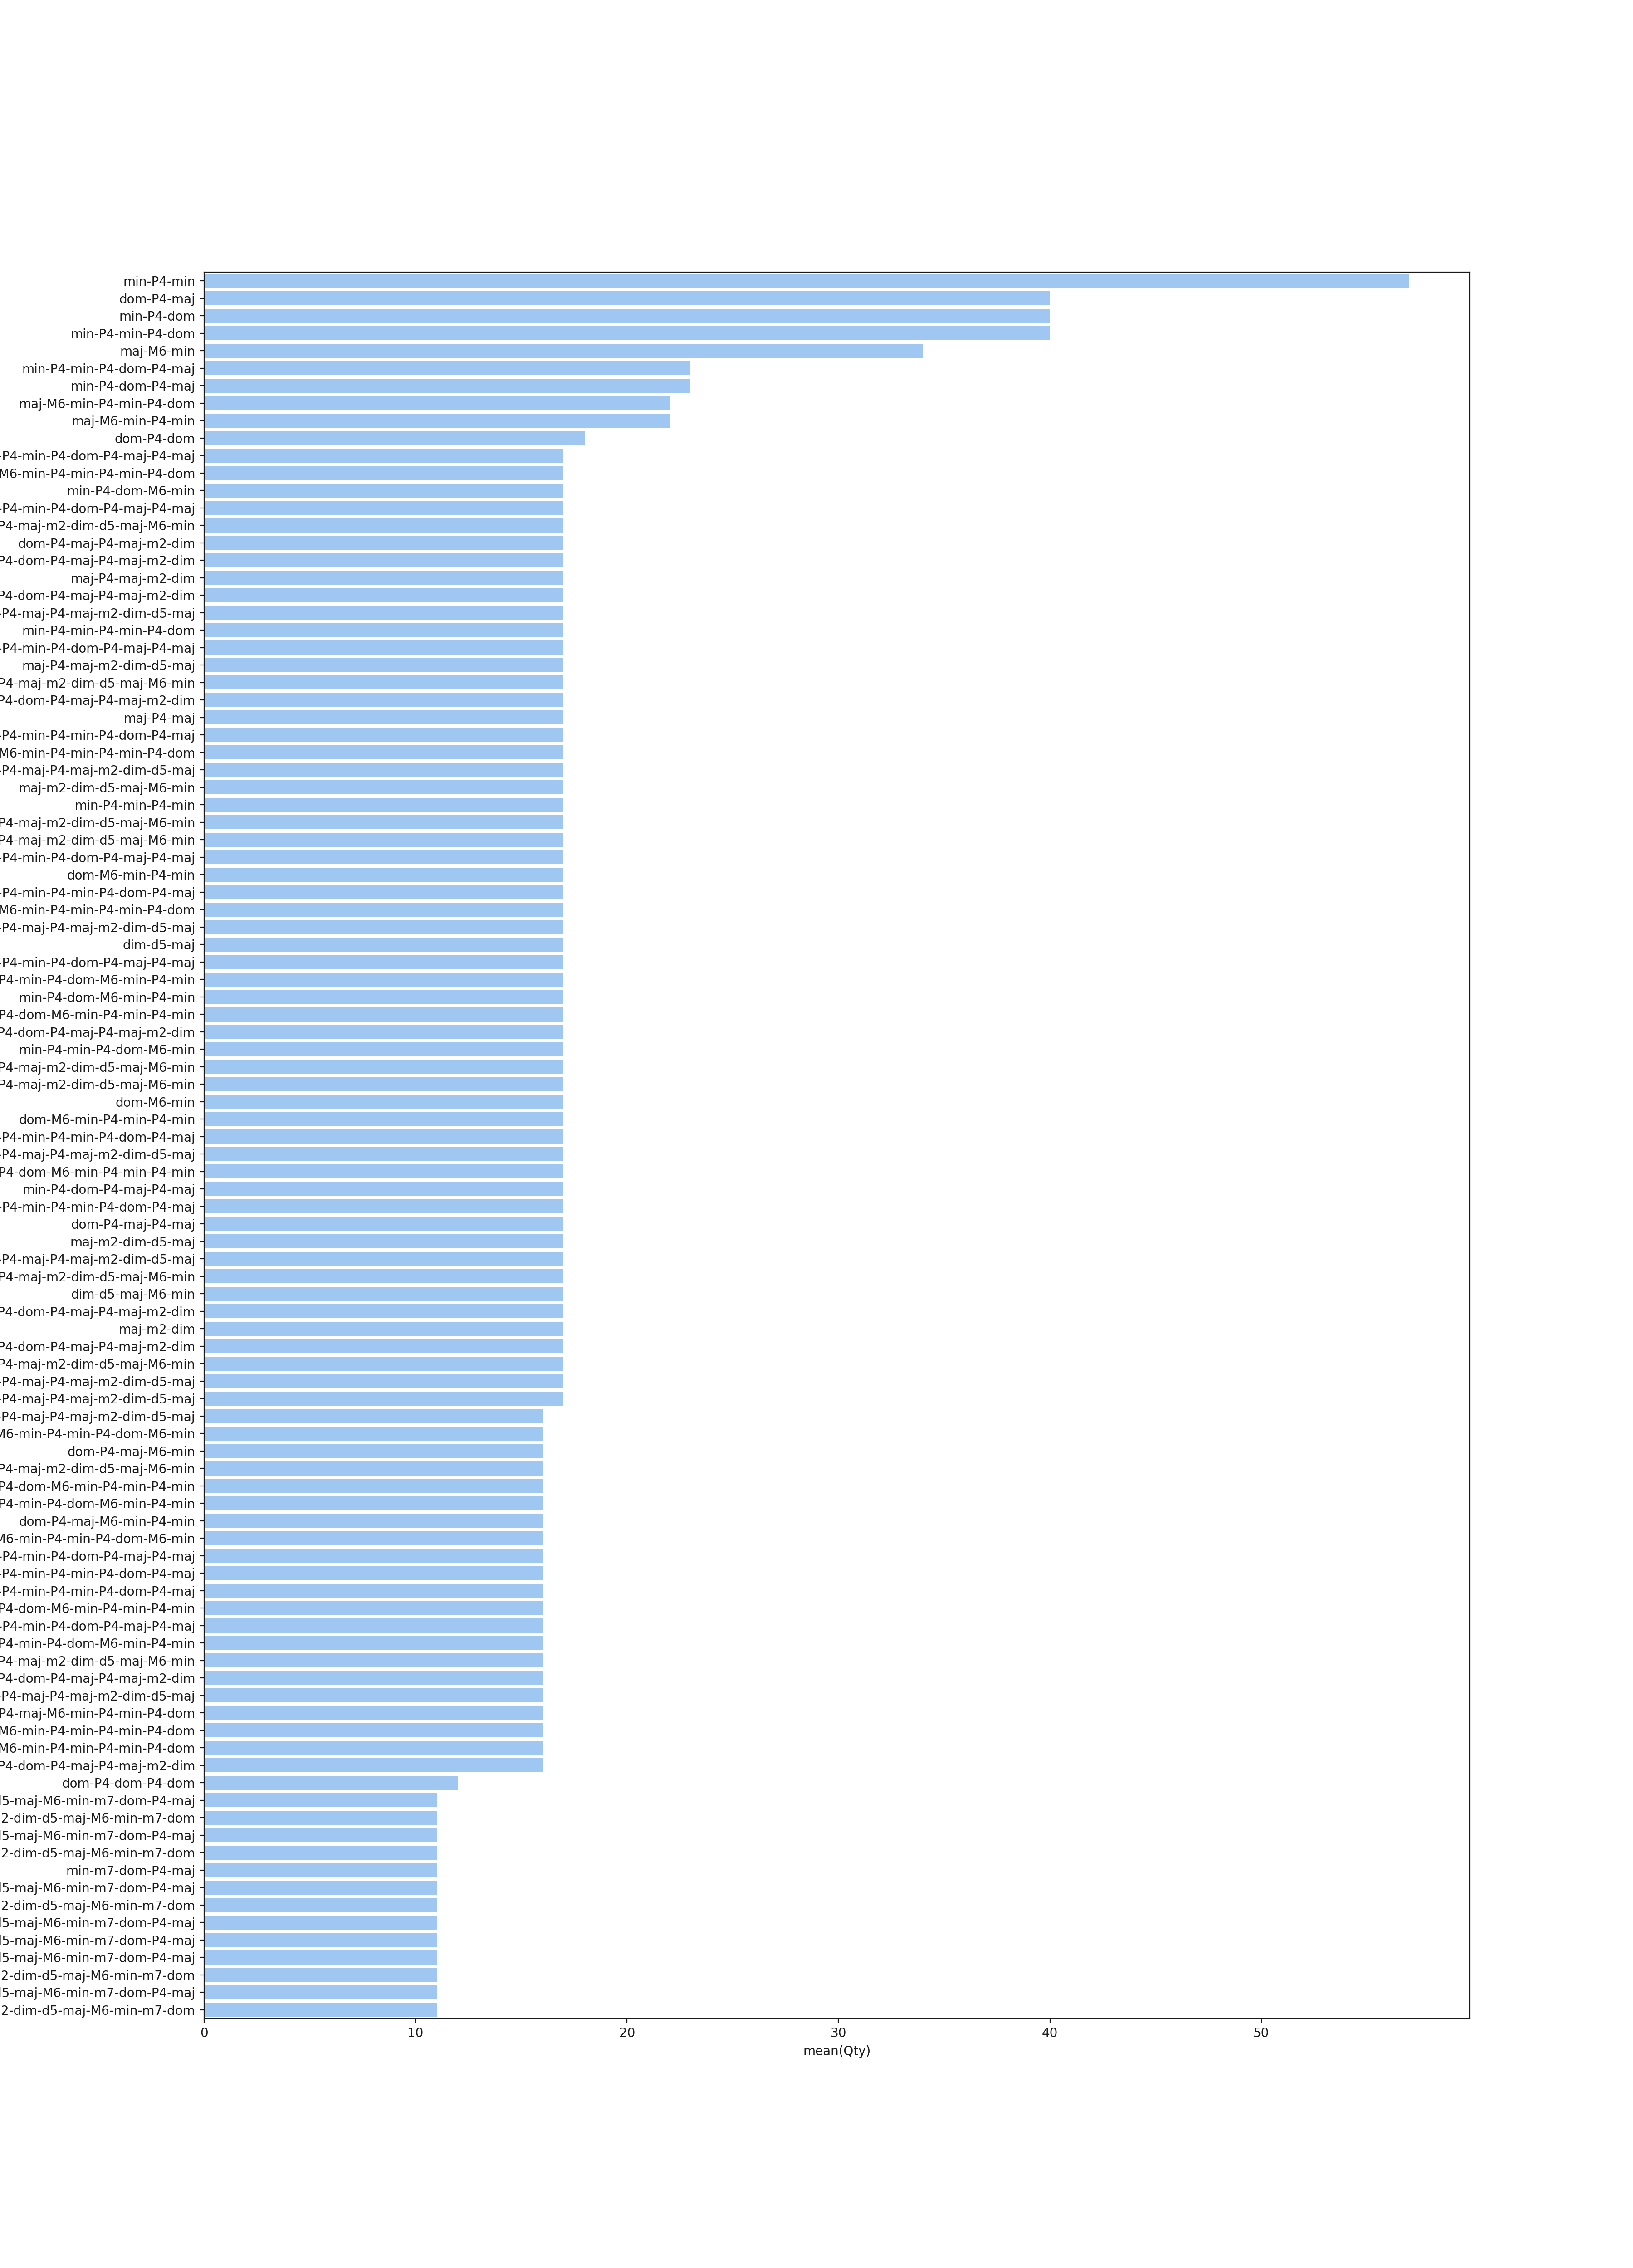 min-P4-min
dom-P4-maj
min-P4-dom
min-P4-min-P4-dom
maj-M6-min
min-P4-min-P4-dom-P4-maj
min-P4-dom-P4-maj
maj-M6-min-P4-min-P4-dom
maj-M6-min-P4-min
dom-P4-dom
-P4-min-P4-dom-P4-maj-P4-maj
M6-min-P4-min-P4-min-P4-dom
min-P4-dom-M6-min
-P4-min-P4-dom-P4-maj-P4-maj
P4-maj-m2-dim-d5-maj-M6-min
dom-P4-maj-P4-maj-m2-dim
P4-dom-P4-maj-P4-maj-m2-dim
maj-P4-maj-m2-dim
P4-dom-P4-maj-P4-maj-m2-dim
-P4-maj-P4-maj-m2-dim-d5-maj
min-P4-min-P4-min-P4-dom
-P4-min-P4-dom-P4-maj-P4-maj
maj-P4-maj-m2-dim-d5-maj
P4-maj-m2-dim-d5-maj-M6-min
P4-dom-P4-maj-P4-maj-m2-dim
maj-P4-maj
-P4-min-P4-min-P4-dom-P4-maj
M6-min-P4-min-P4-min-P4-dom
-P4-maj-P4-maj-m2-dim-d5-maj
maj-m2-dim-d5-maj-M6-min
min-P4-min-P4-min
P4-maj-m2-dim-d5-maj-M6-min
P4-maj-m2-dim-d5-maj-M6-min
-P4-min-P4-dom-P4-maj-P4-maj
dom-M6-min-P4-min
-P4-min-P4-min-P4-dom-P4-maj
M6-min-P4-min-P4-min-P4-dom
-P4-maj-P4-maj-m2-dim-d5-maj
dim-d5-maj
-P4-min-P4-dom-P4-maj-P4-maj
P4-min-P4-dom-M6-min-P4-min
min-P4-dom-M6-min-P4-min
P4-dom-M6-min-P4-min-P4-min
P4-dom-P4-maj-P4-maj-m2-dim
min-P4-min-P4-dom-M6-min
P4-maj-m2-dim-d5-maj-M6-min
P4-maj-m2-dim-d5-maj-M6-min
dom-M6-min
dom-M6-min-P4-min-P4-min
-P4-min-P4-min-P4-dom-P4-maj
-P4-maj-P4-maj-m2-dim-d5-maj
P4-dom-M6-min-P4-min-P4-min
min-P4-dom-P4-maj-P4-maj
-P4-min-P4-min-P4-dom-P4-maj
dom-P4-maj-P4-maj
maj-m2-dim-d5-maj
-P4-maj-P4-maj-m2-dim-d5-maj
P4-maj-m2-dim-d5-maj-M6-min
dim-d5-maj-M6-min
P4-dom-P4-maj-P4-maj-m2-dim
maj-m2-dim
P4-dom-P4-maj-P4-maj-m2-dim
P4-maj-m2-dim-d5-maj-M6-min
-P4-maj-P4-maj-m2-dim-d5-maj
-P4-maj-P4-maj-m2-dim-d5-maj
-P4-maj-P4-maj-m2-dim-d5-maj
M6-min-P4-min-P4-dom-M6-min
dom-P4-maj-M6-min
P4-maj-m2-dim-d5-maj-M6-min
P4-dom-M6-min-P4-min-P4-min
P4-min-P4-dom-M6-min-P4-min
dom-P4-maj-M6-min-P4-min
M6-min-P4-min-P4-dom-M6-min
-P4-min-P4-dom-P4-maj-P4-maj
-P4-min-P4-min-P4-dom-P4-maj
-P4-min-P4-min-P4-dom-P4-maj
P4-dom-M6-min-P4-min-P4-min
-P4-min-P4-dom-P4-maj-P4-maj
P4-min-P4-dom-M6-min-P4-min
P4-maj-m2-dim-d5-maj-M6-min
P4-dom-P4-maj-P4-maj-m2-dim
-P4-maj-P4-maj-m2-dim-d5-maj
P4-maj-M6-min-P4-min-P4-dom
M6-min-P4-min-P4-min-P4-dom
M6-min-P4-min-P4-min-P4-dom
P4-dom-P4-maj-P4-maj-m2-dim
dom-P4-dom-P4-dom
d5-maj-M6-min-m7-dom-P4-maj
2-dim-d5-maj-M6-min-m7-dom
d5-maj-M6-min-m7-dom-P4-maj
2-dim-d5-maj-M6-min-m7-dom
min-m7-dom-P4-maj
d5-maj-M6-min-m7-dom-P4-maj
2-dim-d5-maj-M6-min-m7-dom
d5-maj-M6-min-m7-dom-P4-maj
d5-maj-M6-min-m7-dom-P4-maj
d5-maj-M6-min-m7-dom-P4-maj
2-dim-d5-maj-M6-min-m7-dom
d5-maj-M6-min-m7-dom-P4-maj
2-dim-d5-maj-M6-min-m7-dom
0 10 20 30 40 50
mean(Qty)